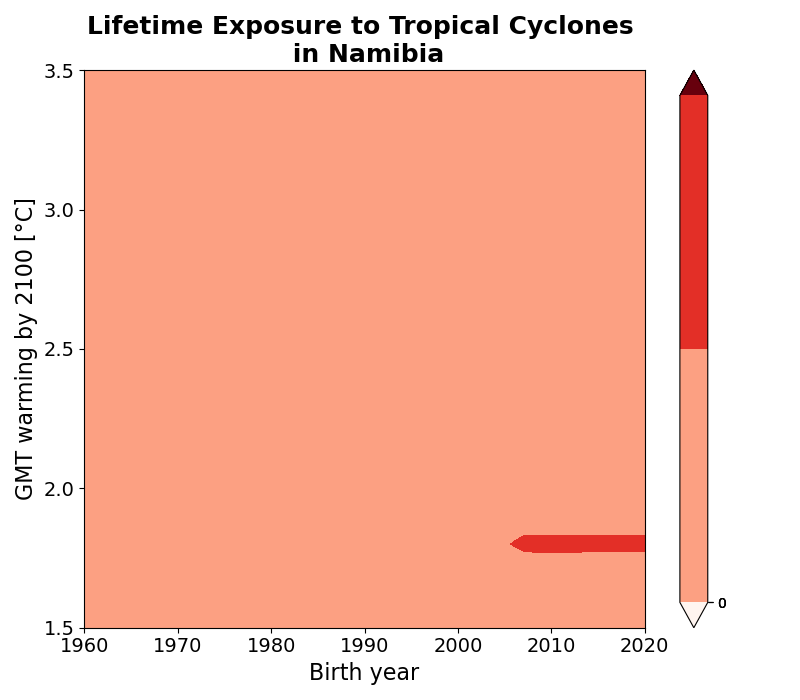 Lifetime Exposure to Tropical Cyclones
in Namibia
3.5
3.0
2.5
2.0
1.5
GMT warming by 2100 [°C]
1960 1970 1980 1990 2000 2010 2020
Birth year
0